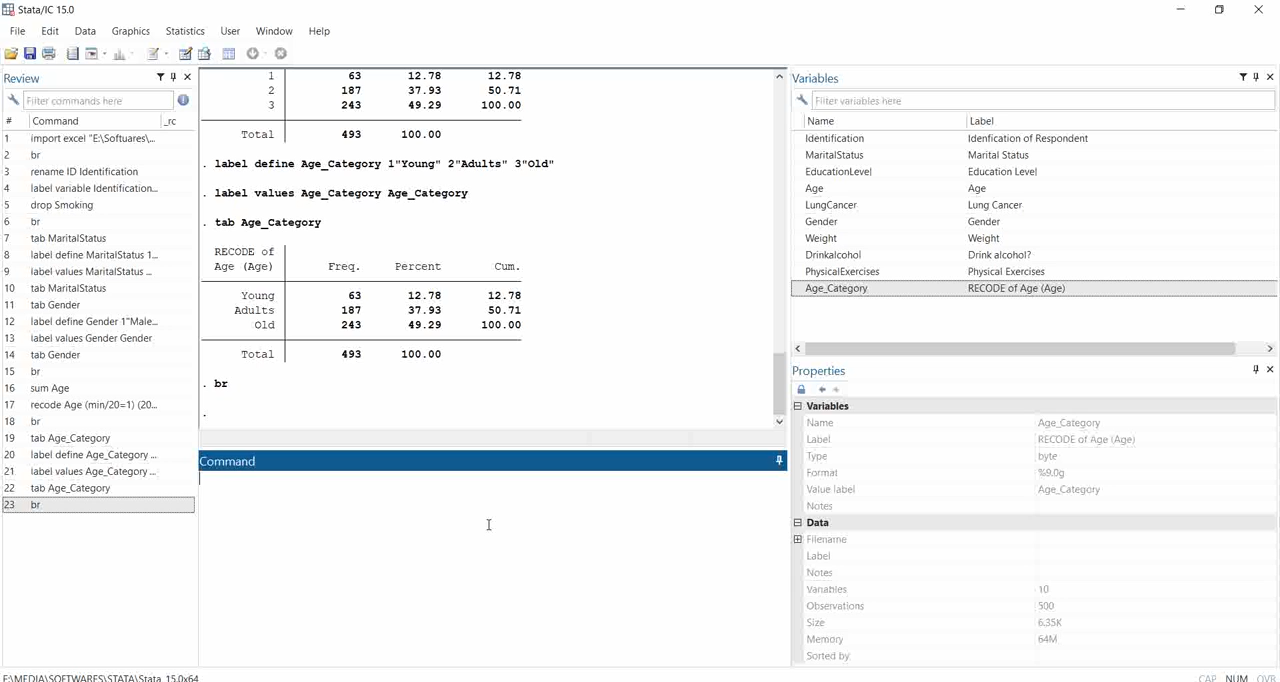 Stata/IC 15.0
File Edit Data Graphics Statistics User Window Help
Review
Filter commands here
# Command _rc
1 import excel "E:\Softuares\...
2 br
3 rename ID Identification
4 label variable Identification...
5 drop Smoking
6 br
7 tab MaritalStatus
8 label define MaritalStatus 1...
9 label values MaritalStatus ...
10 tab MaritalStatus
11 tab Gender
12 label define Gender 1"Male...
13 label values Gender Gender
14 tab Gender
15 br
16 sum Age
17 recode Age (min/20=1) (20...
18 br
19 tab Age_Category
20 label define Age_Category ...
21 label values Age_Category ...
22 tab Age_Category
23 br
1 63 12.78 12.78
2 187 37.93 50.71
3 243 49.29 100.00
Total 493 100.00
. label define Age_Category 1"Young" 2"Adults" 3"Old"
. label values Age_Category Age_Category
. tab Age_Category
RECODE of
Age (Age) Freq. Percent Cum.
Young 63 12.78 12.78
Adults 187 37.93 50.71
Old 243 49.29 100.00
Total 493 100.00
. br
.
Command
Variables
Filter variables here
Name Label
Identification Idenfication of Respondent
MaritalStatus Marital Status
EducationLevel Education Level
Age Age
LungCancer Lung Cancer
Gender Gender
Weight Weight
Drinkalcohol Drink alcohol?
PhysicalExercises Physical Exercises
Age_Category RECODE of Age (Age)
Properties
Variables
Name Age_Category
Label RECODE of Age (Age)
Type byte
Format %9.0g
Value label Age_Category
Notes
Data
Filename
Label
Notes
Variables 10
Observations 500
Size 6.35K
Memory 64M
Sorted by
E:\MEDIA\SOFTWARES\STATA\Stata_15.0x64
CAP NUM OVR